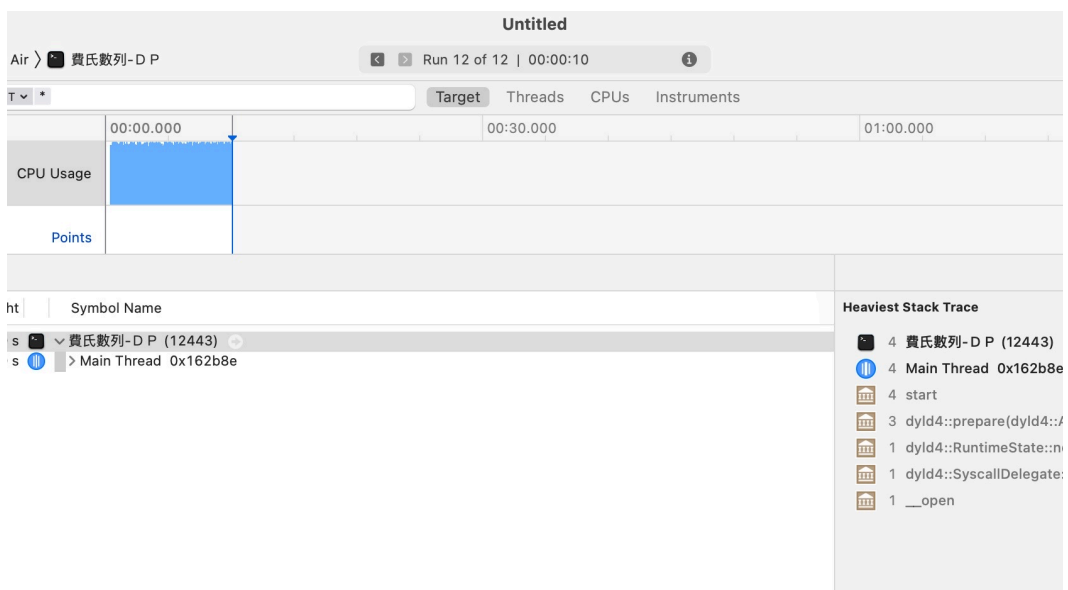 Untitled
Air 〉 費氏數列-ＤＰ
Run 12 of 12 | 00:00:10
T *
Target Threads CPUs Instruments
00:00.000 00:30.000 01:00.000
CPU Usage
Points
ht Symbol Name
Heaviest Stack Trace
s 費氏數列-ＤＰ (12443)
s Main Thread 0x162b8e
4 費氏數列-ＤＰ (12443)
4 Main Thread 0x162b8e
4 start
3 dyld4::prepare(dyld4::A
1 dyld4::RuntimeState::n
1 dyld4::SyscallDelegate:
1 __open